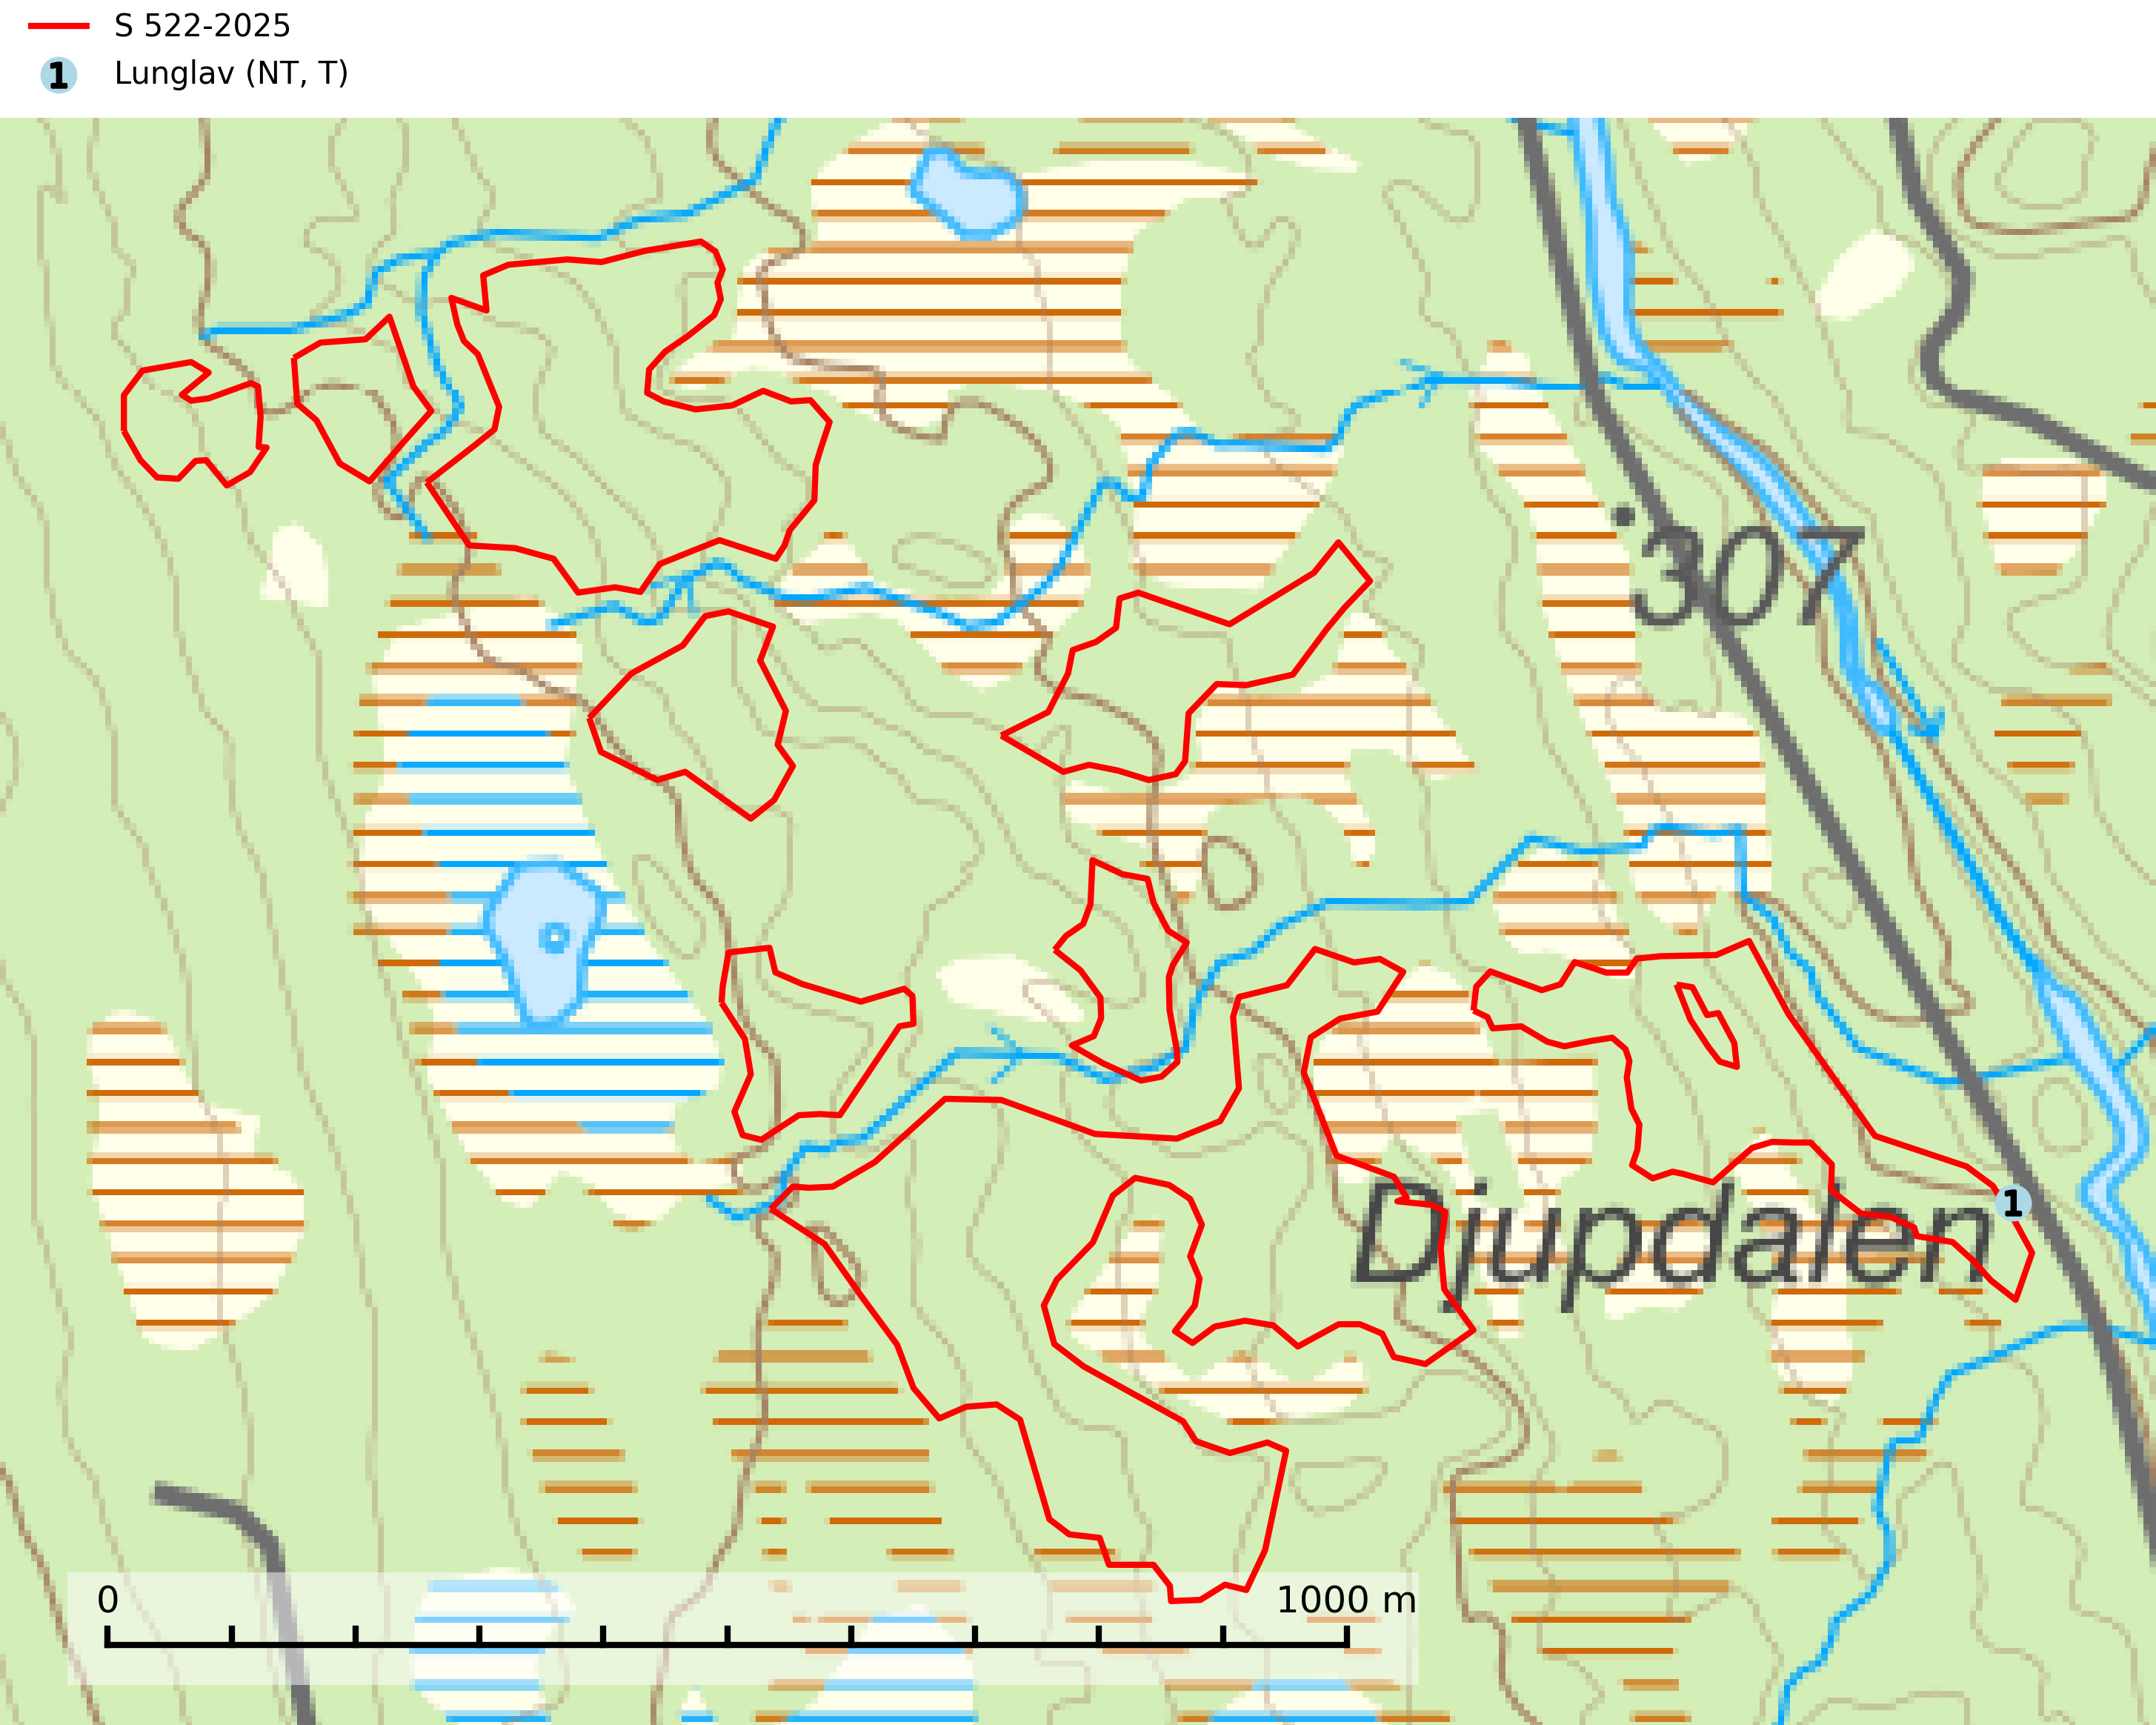 S 522-2025
1 Lunglav (NT, T)
307
1
Djupdalen
0 1000 m